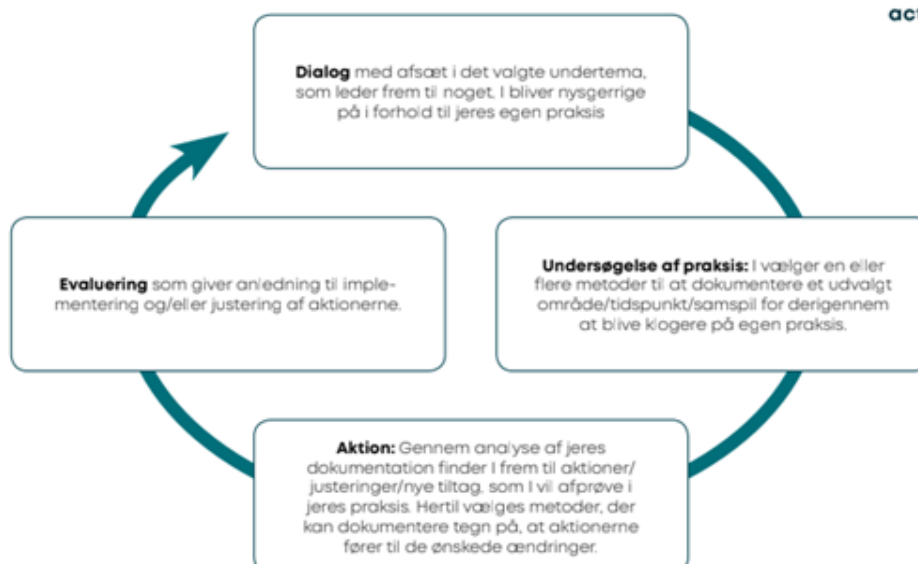 act
Dialog med afsæt i det valgte undertema,
som leder frem til noget, I bliver nysgerrige
på i forhold til jeres egen praksis
Evaluering som giver anledning til imple-
mentering og/eller justering af aktionerne.
Undersøgelse af praksis: I vælger en eller
flere metoder til at dokumentere et udvalgt
område/tidspunkt/samspil for derigennem
at blive klogere på egen praksis.
Aktion: Gennem analyse af jeres
dokumentation finder I frem til aktioner/
justeringer/nye tiltag, som I vil afprøve i
jeres praksis. Hertil vælges metoder, der
kan dokumentere tegn på, at aktionerne
fører til de ønskede ændringer.